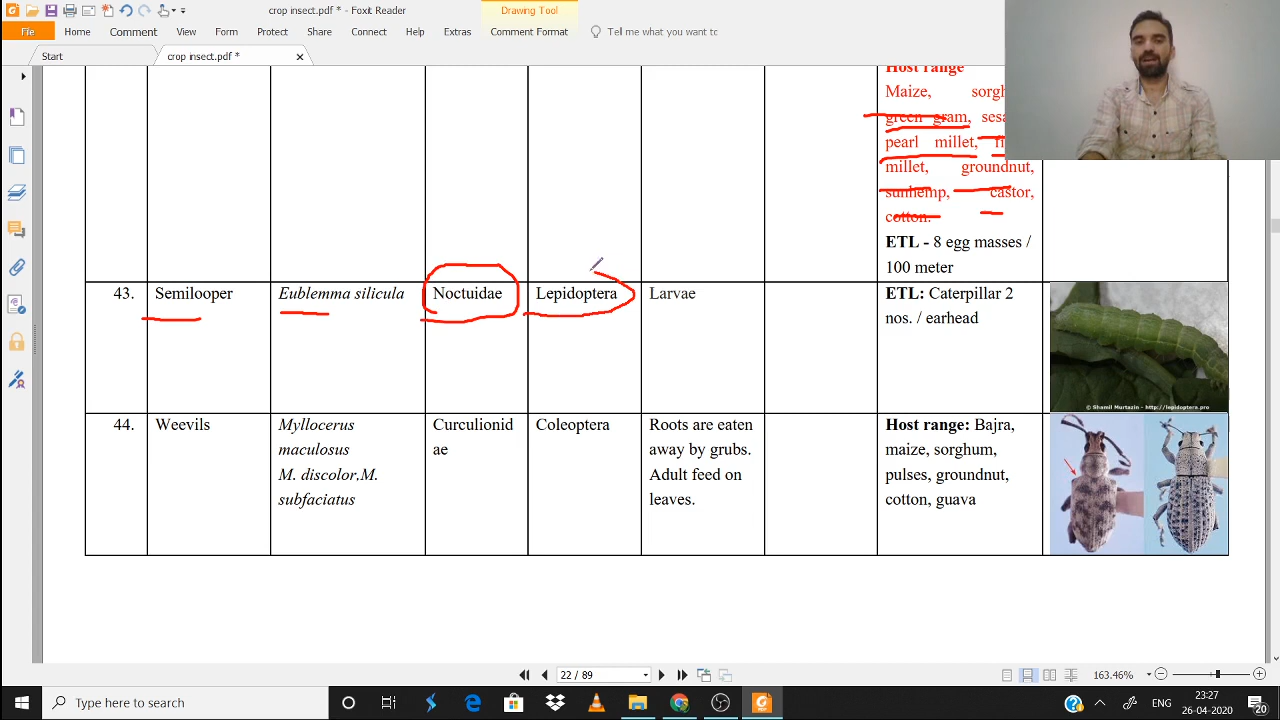 crop insect.pdf * - Foxit Reader
Drawing Tool
File Home Comment View Form Protect Share Connect Help Extras Comment Format Tell me what you want to
Start crop insect.pdf *
Host range
Maize,
green gram,
pearl millet,
millet, groundnut,
sunhemp, castor,
cotton.
ETL - 8 egg masses /
100 meter
43. Semilooper Eublemma silicula Noctuidae Lepidoptera Larvae ETL: Caterpillar 2
nos. / earhead
© Shamil Murtazin - http://lepidoptera.pro
44. Weevils Myllocerus Curculionid Coleoptera Roots are eaten Host range: Bajra,
maculosus ae away by grubs. maize, sorghum,
M. discolor,M. Adult feed on pulses, groundnut,
subfaciatus leaves. cotton, guava
22 / 89 163.46%
Type here to search ENG 23:27
26-04-2020 20